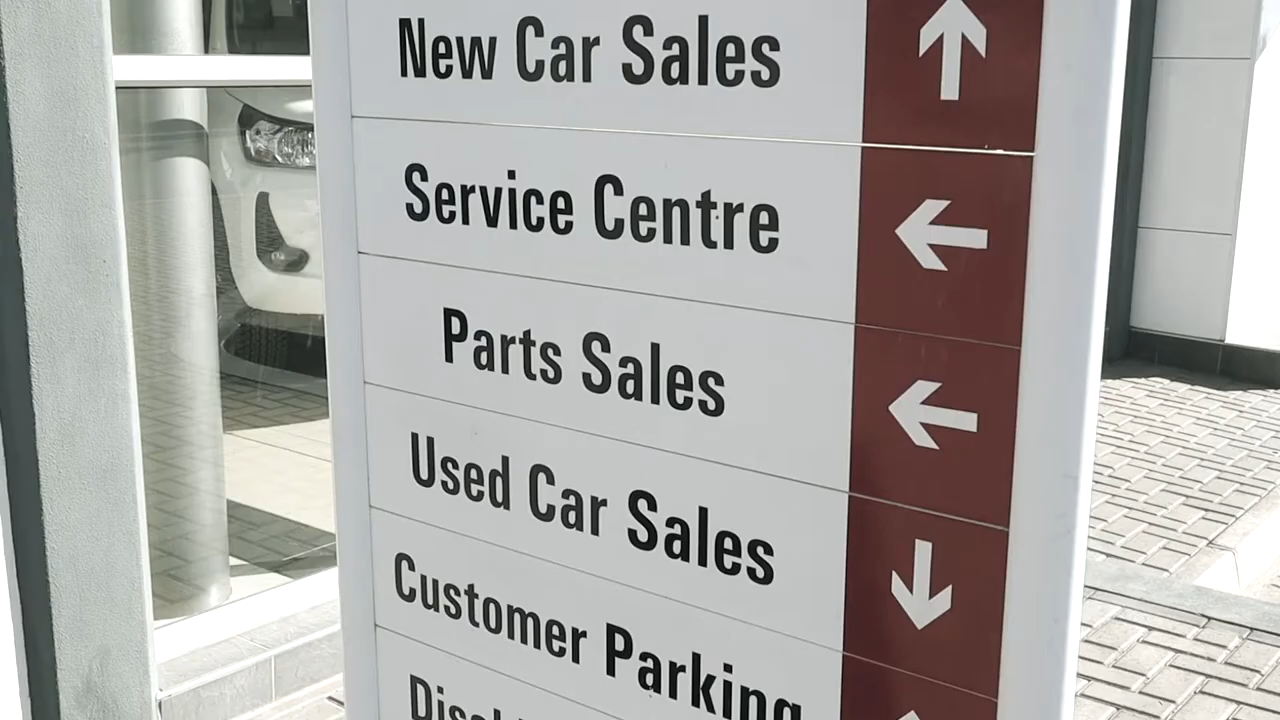 New Car Sales
Service Centre
Parts Sales
Used Car Sales
Customer Parking